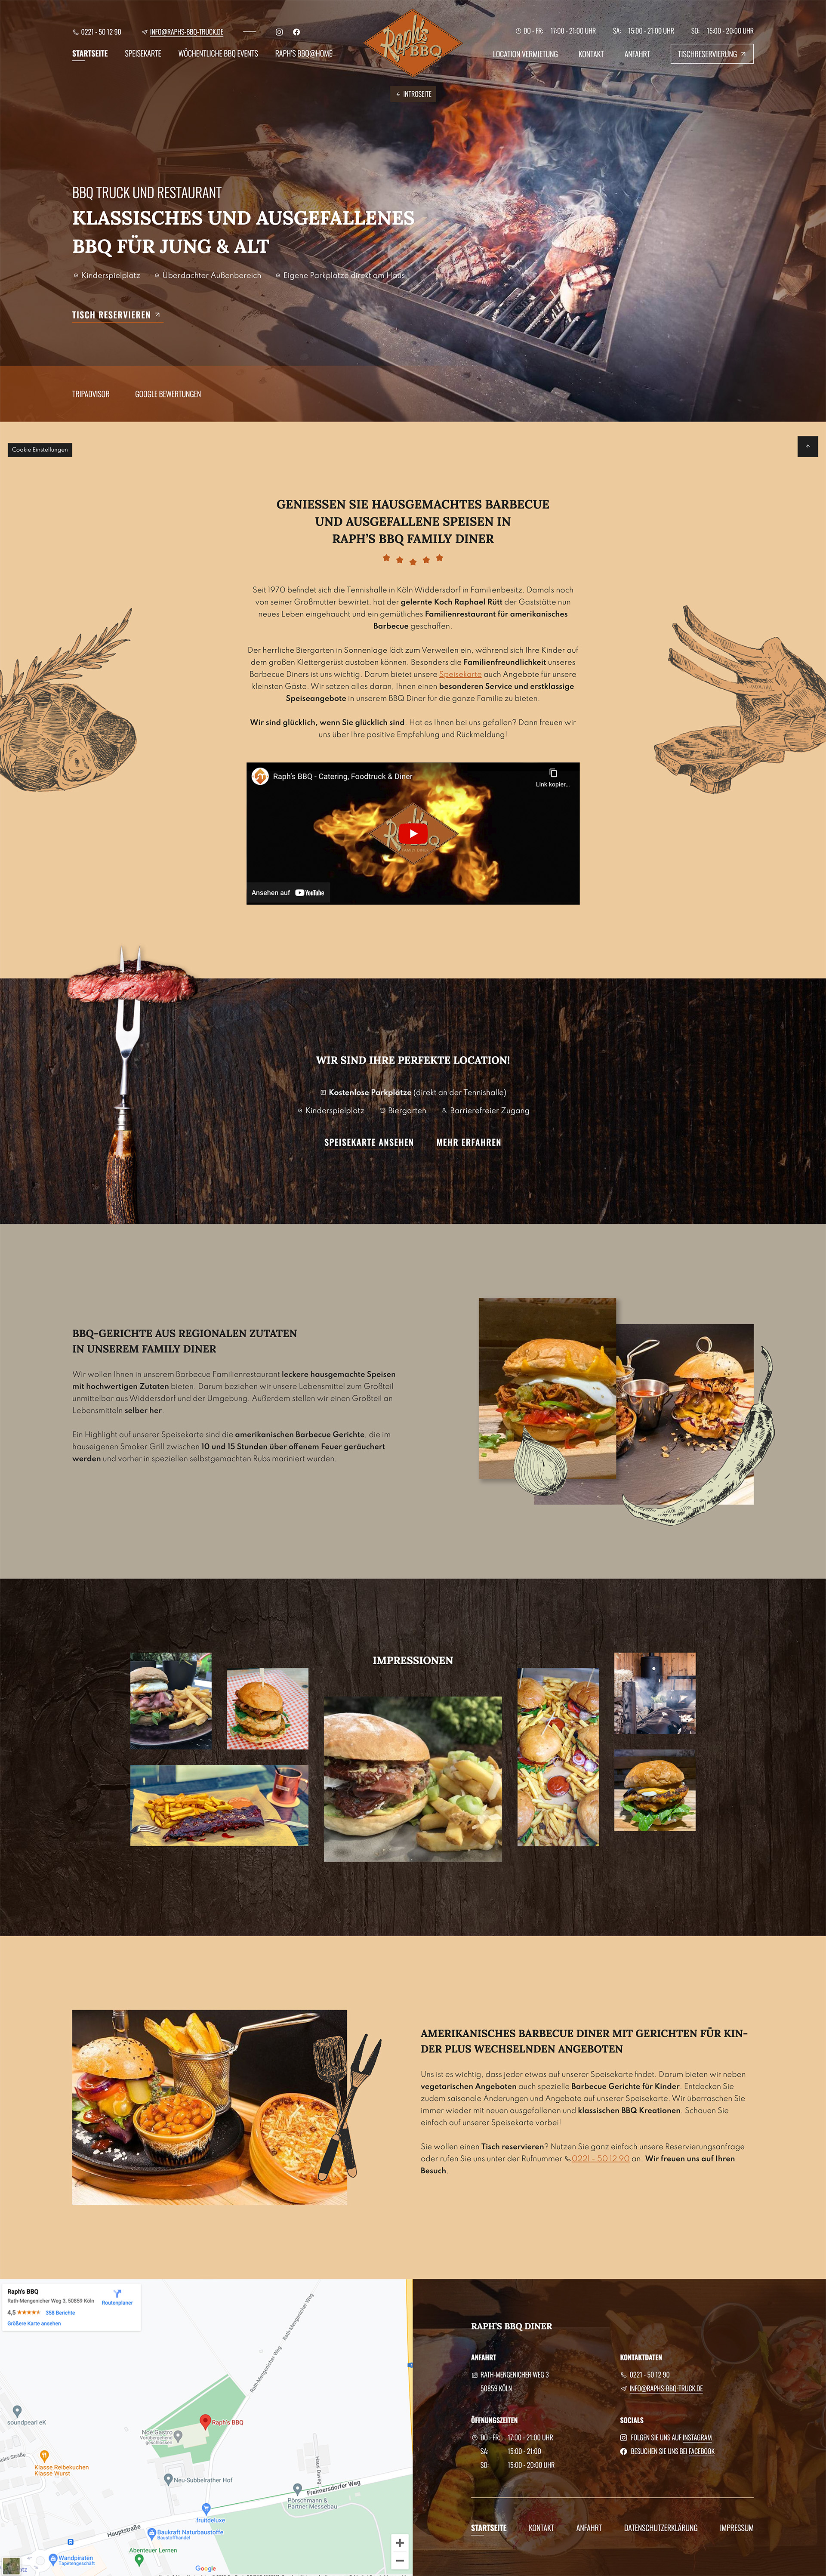 0221 - 50 12 90
INFO@RAPHS-BBQ-TRUCK.DE
DO - FR: 17:00 - 21:00 UHR SA: 15:00 - 21:00 UHR SO: 15:00 - 20:00 UHR
STARTSEITE SPEISEKARTE WÖCHENTLICHE BBQ EVENTS RAPH'S BBQ@HOME
Raph's
BBQ
LOCATION VERMIETUNG KONTAKT ANFAHRT TISCHRESERVIERUNG
INTROSEITE
BBQ TRUCK UND RESTAURANT
KLASSISCHES UND AUSGEFALLENES
BBQ FÜR JUNG & ALT
Kinderspielplatz Überdachter Außenbereich Eigene Parkplätze direkt am Haus
TISCH RESERVIEREN
TRIPADVISOR GOOGLE BEWERTUNGEN
Cookie Einstellungen
GENIESSEN SIE HAUSGEMACHTES BARBECUE
UND AUSGEFALLENE SPEISEN IN
RAPH'S BBQ FAMILY DINER
Seit 1970 befindet sich die Tennishalle in Köln Widdersdorf in Familienbesitz. Damals noch
von seiner Großmutter bewirtet, hat der gelernte Koch Raphael Rütt der Gaststätte nun
neues Leben eingehaucht und ein gemütliches Familienrestaurant für amerikanisches
Barbecue geschaffen.
Der herrliche Biergarten in Sonnenlage lädt zum Verweilen ein, während sich Ihre Kinder auf
dem großen Klettergerüst austoben können. Besonders die Familienfreundlichkeit unseres
Barbecue Diners ist uns wichtig. Darum bietet unsere Speisekarte auch Angebote für unsere
kleinsten Gäste. Wir setzen alles daran, Ihnen einen besonderen Service und erstklassige
Speiseangebote in unserem BBQ Diner für die ganze Familie zu bieten.
Wir sind glücklich, wenn Sie glücklich sind. Hat es Ihnen bei uns gefallen? Dann freuen wir
uns über Ihre positive Empfehlung und Rückmeldung!
Raph's BBQ - Catering, Foodtruck & Diner
Link kopier...
Ansehen auf YouTube
WIR SIND IHRE PERFEKTE LOCATION!
Kostenlose Parkplätze (direkt an der Tennishalle)
Kinderspielplatz Biergarten Barrierefreier Zugang
SPEISEKARTE ANSEHEN MEHR ERFAHREN
BBQ-GERICHTE AUS REGIONALEN ZUTATEN
IN UNSEREM FAMILY DINER
Wir wollen Ihnen in unserem Barbecue Familienrestaurant leckere hausgemachte Speisen
mit hochwertigen Zutaten bieten. Darum beziehen wir unsere Lebensmittel zum Großteil
unmittelbar aus Widdersdorf und der Umgebung. Außerdem stellen wir einen Großteil an
Lebensmitteln selber her.
Ein Highlight auf unserer Speisekarte sind die amerikanischen Barbecue Gerichte, die im
hauseigenen Smoker Grill zwischen 10 und 15 Stunden über offenem Feuer geräuchert
werden und vorher in speziellen selbstgemachten Rubs mariniert wurden.
IMPRESSIONEN
AMERIKANISCHES BARBECUE DINER MIT GERICHTEN FÜR KIN-
DER PLUS WECHSELNDEN ANGEBOTEN
Uns ist es wichtig, dass jeder etwas auf unserer Speisekarte findet. Darum bieten wir neben
vegetarischen Angeboten auch spezielle Barbecue Gerichte für Kinder. Entdecken Sie
zudem saisonale Änderungen und Angebote auf unserer Speisekarte. Wir überraschen Sie
immer wieder mit neuen ausgefallenen und klassischen BBQ Kreationen. Schauen Sie
einfach auf unserer Speisekarte vorbei!
Sie wollen einen Tisch reservieren? Nutzen Sie ganz einfach unsere Reservierungsanfrage
oder rufen Sie uns unter der Rufnummer 0221 - 50 12 90 an. Wir freuen uns auf Ihren
Besuch.
Raph's BBQ
Rath-Mengenicher Weg 3, 50859 Köln
Routenplaner
4,5 358 Berichte
Größere Karte ansehen
Rath-Mengenicher Weg
Rath-Mengenicher Weg
soundpearl eK
Raph's BBQ
Noe Gastro
Vorübergehend
geschlossen
Klasse Reibekuchen
Klasse Wurst
Neu-Subbelrather Hof
Pörschmann &
Partner Messebau
Freimersdorfer Weg
fruitdeluxe
Hauptstraße
Baukraft Naturbaustoffe
Baustoffhandel
Abenteuer Lernen
Wandpiraten
Tapetengeschäft
Google
RAPH'S BBQ DINER
ANFAHRT
RATH-MENGENICHER WEG 3
50859 KÖLN
KONTAKTDATEN
0221 - 50 12 90
INFO@RAPHS-BBQ-TRUCK.DE
ÖFFNUNGSZEITEN
DO - FR: 17:00 - 21:00 UHR
SA: 15:00 - 21:00
SO: 15:00 - 20:00 UHR
SOCIALS
FOLGEN SIE UNS AUF INSTAGRAM
BESUCHEN SIE UNS BEI FACEBOOK
STARTSEITE KONTAKT ANFAHRT DATENSCHUTZERKLÄRUNG IMPRESSUM